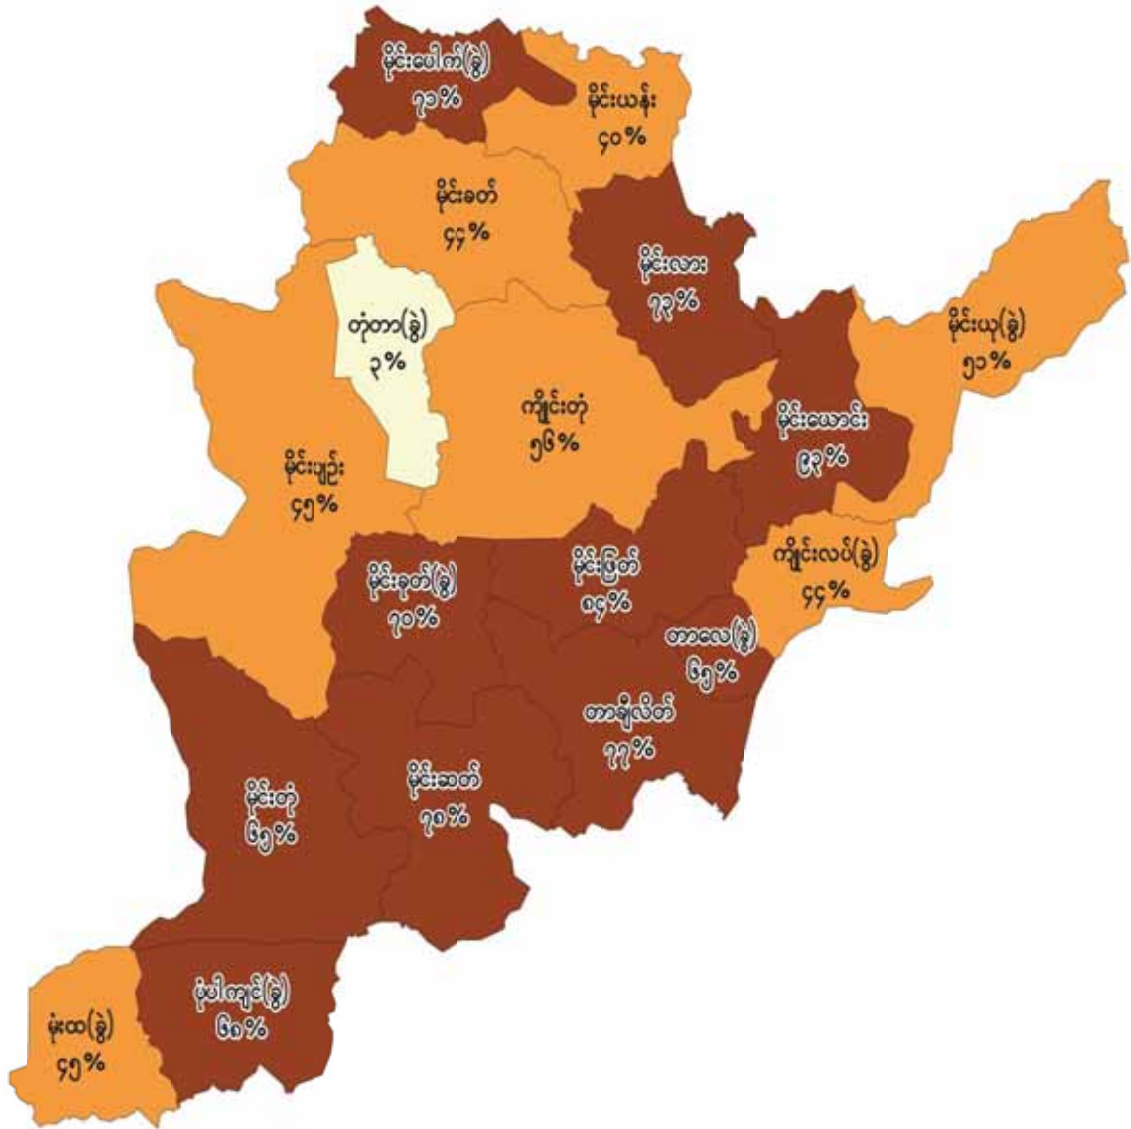 မိုင်းပေါက်(ခွဲ)
၇၁%
မိုင်းယန်း
၄၀%
မိုင်းခတ်
၄၄%
မိုင်းလား
၇၃%
တုံတာ(ခွဲ)
၃%
မိုင်းယု(ခွဲ)
၅၁%
ကျိုင်းတုံ
၅၆%
မိုင်းယောင်း
၉၃%
မိုင်းပျဉ်း
၄၅%
ကျိုင်းလပ်(ခွဲ)
၄၄%
မိုင်းဖြတ်
၈၄%
မိုင်းခုတ်(ခွဲ)
၇၀%
တာလေ(ခွဲ)
၆၅%
တာချီလိတ်
၇၇%
မိုင်းဆတ်
၇၈%
မိုင်းတုံ
၆၅%
ပုံပါကျင်(ခွဲ)
၆၈%
မုံးထ(ခွဲ)
၄၅%